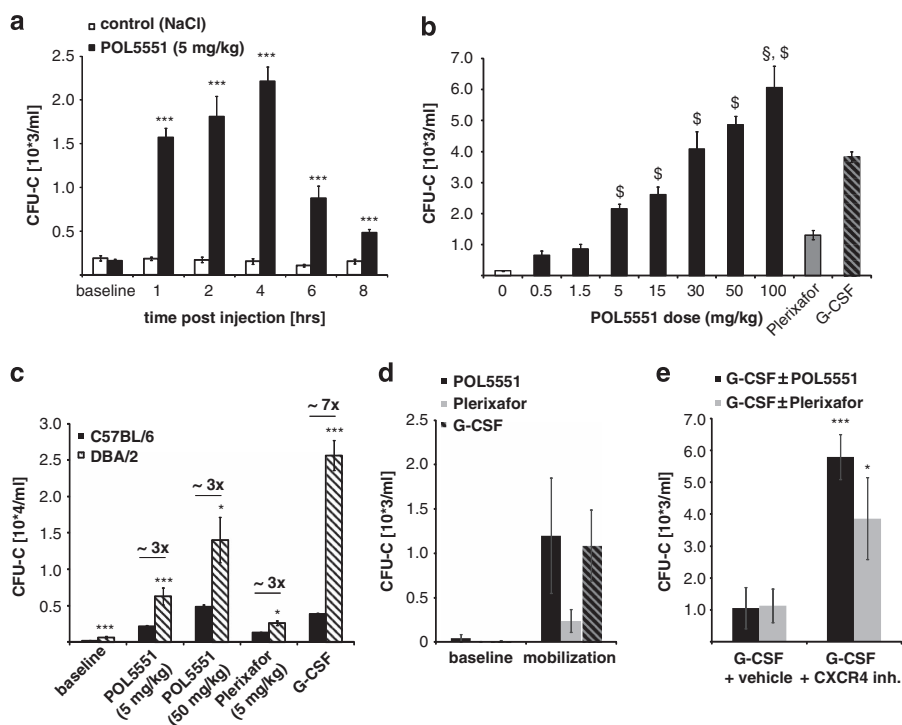 a
control (NaCl)
POL5551 (5 mg/kg)
CFU-C [10*3/ml]
2.5
2.0
1.5
1.0
0.5
***
***
***
***
***
baseline 1 2 4 6 8
time post injection [hrs]
b
CFU-C [10*3/ml]
7.0
6.0
5.0
4.0
3.0
2.0
1.0
$
$
$
$
§, $
0 0.5 1.5 5 15 30 50 100 Plerixafor G-CSF
POL5551 dose (mg/kg)
c
C57BL/6
DBA/2
CFU-C [10*4/ml]
3.0
2.5
2.0
1.5
1.0
0.5
0
***
~ 3x
***
~ 3x
*
~ 3x
*
~ 7x
***
baseline
POL5551
(5 mg/kg)
POL5551
(50 mg/kg)
Plerixafor
(5 mg/kg)
G-CSF
d
POL5551
Plerixafor
G-CSF
CFU-C [10*3/ml]
2.5
2.0
1.5
1.0
0.5
0
baseline mobilization
e
G-CSF±POL5551
G-CSF±Plerixafor
CFU-C [10*3/ml]
7.0
6.0
5.0
4.0
3.0
2.0
1.0
***
*
G-CSF
+ vehicle
G-CSF
+ CXCR4 inh.